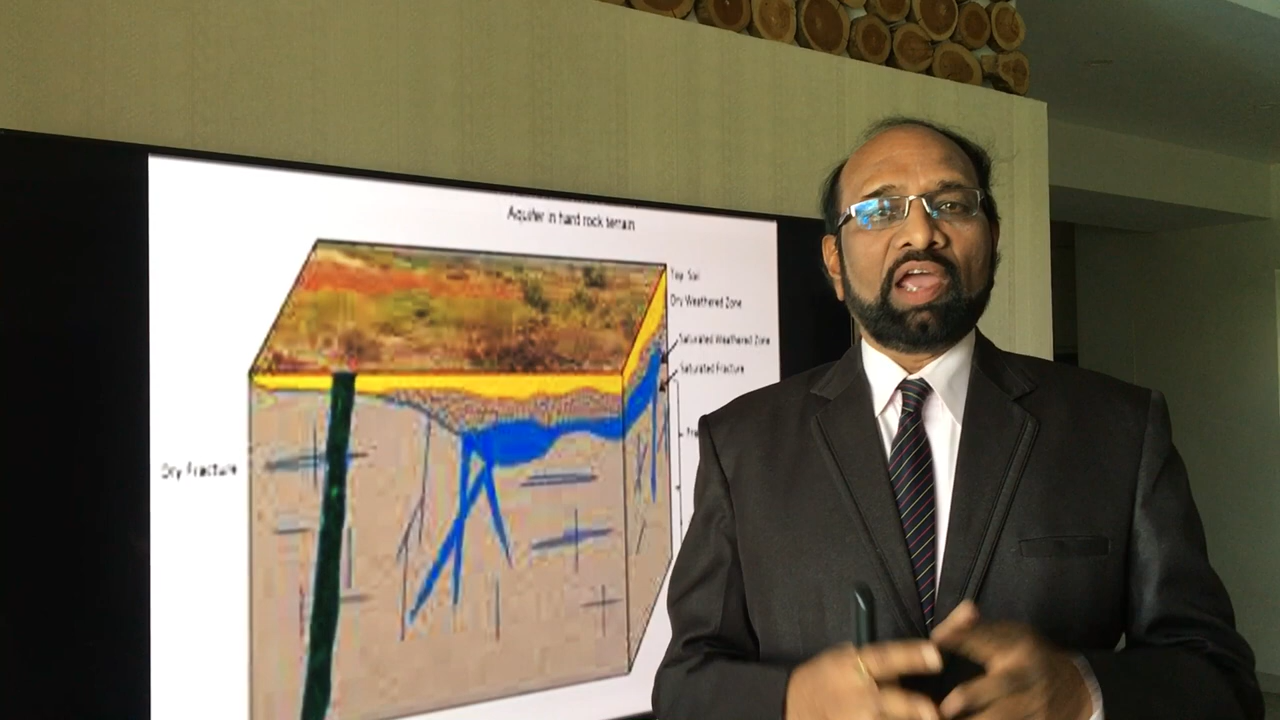 Aquifer in hard rock terrain
Top Soil
Dry Weathered Zone
Saturated Weathered Zone
Saturated Fracture
Dry Fracture